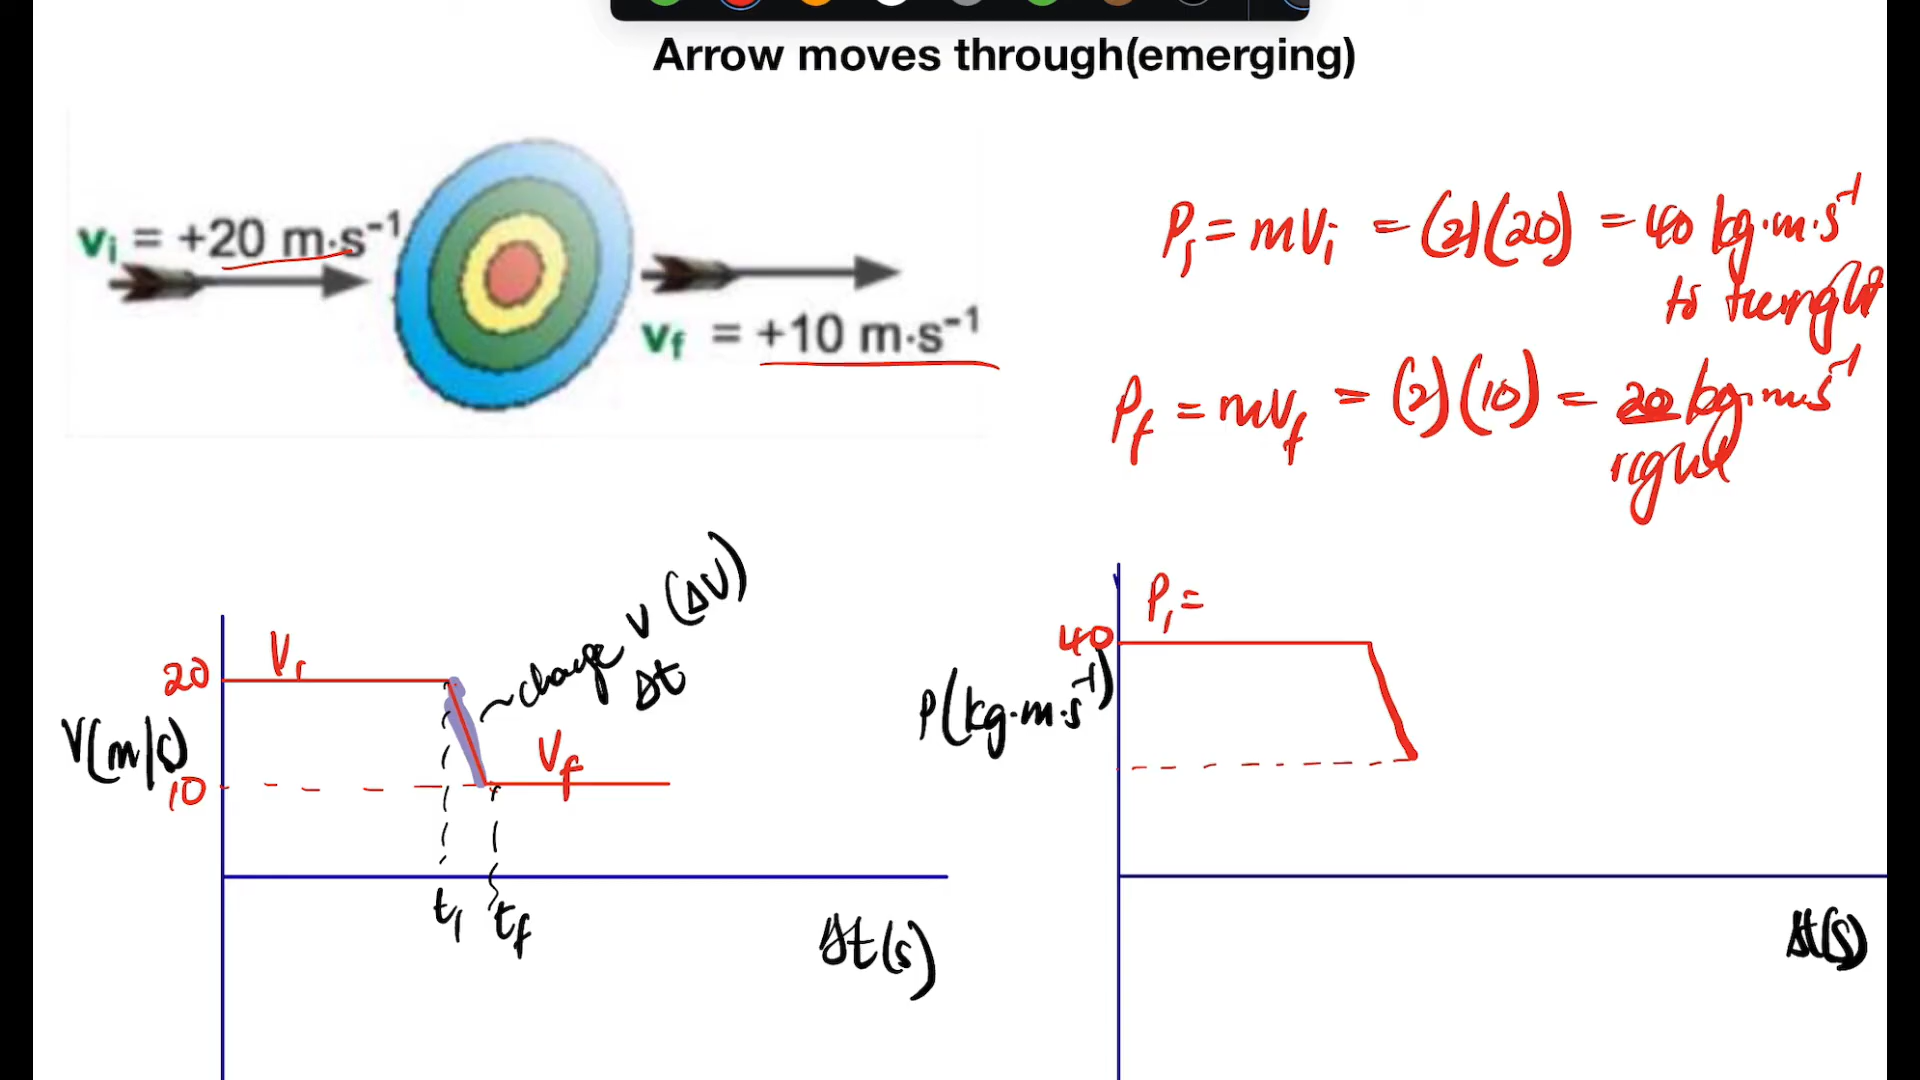 Arrow moves through(emerging)
vi = +20 m·s⁻¹
vf = +10 m·s⁻¹
Pi = mVi = (2)(20) = 40 kg·m·s⁻¹
to the right
Pf = mVf = (2)(10) = 20 kg·m·s⁻¹
right
change V (ΔV)
Δt
20
Vi
V(m/s)
10
Vf
ti
tf
Δt(s)
Pi =
40
P(kg·m·s⁻¹)
Δt(s)